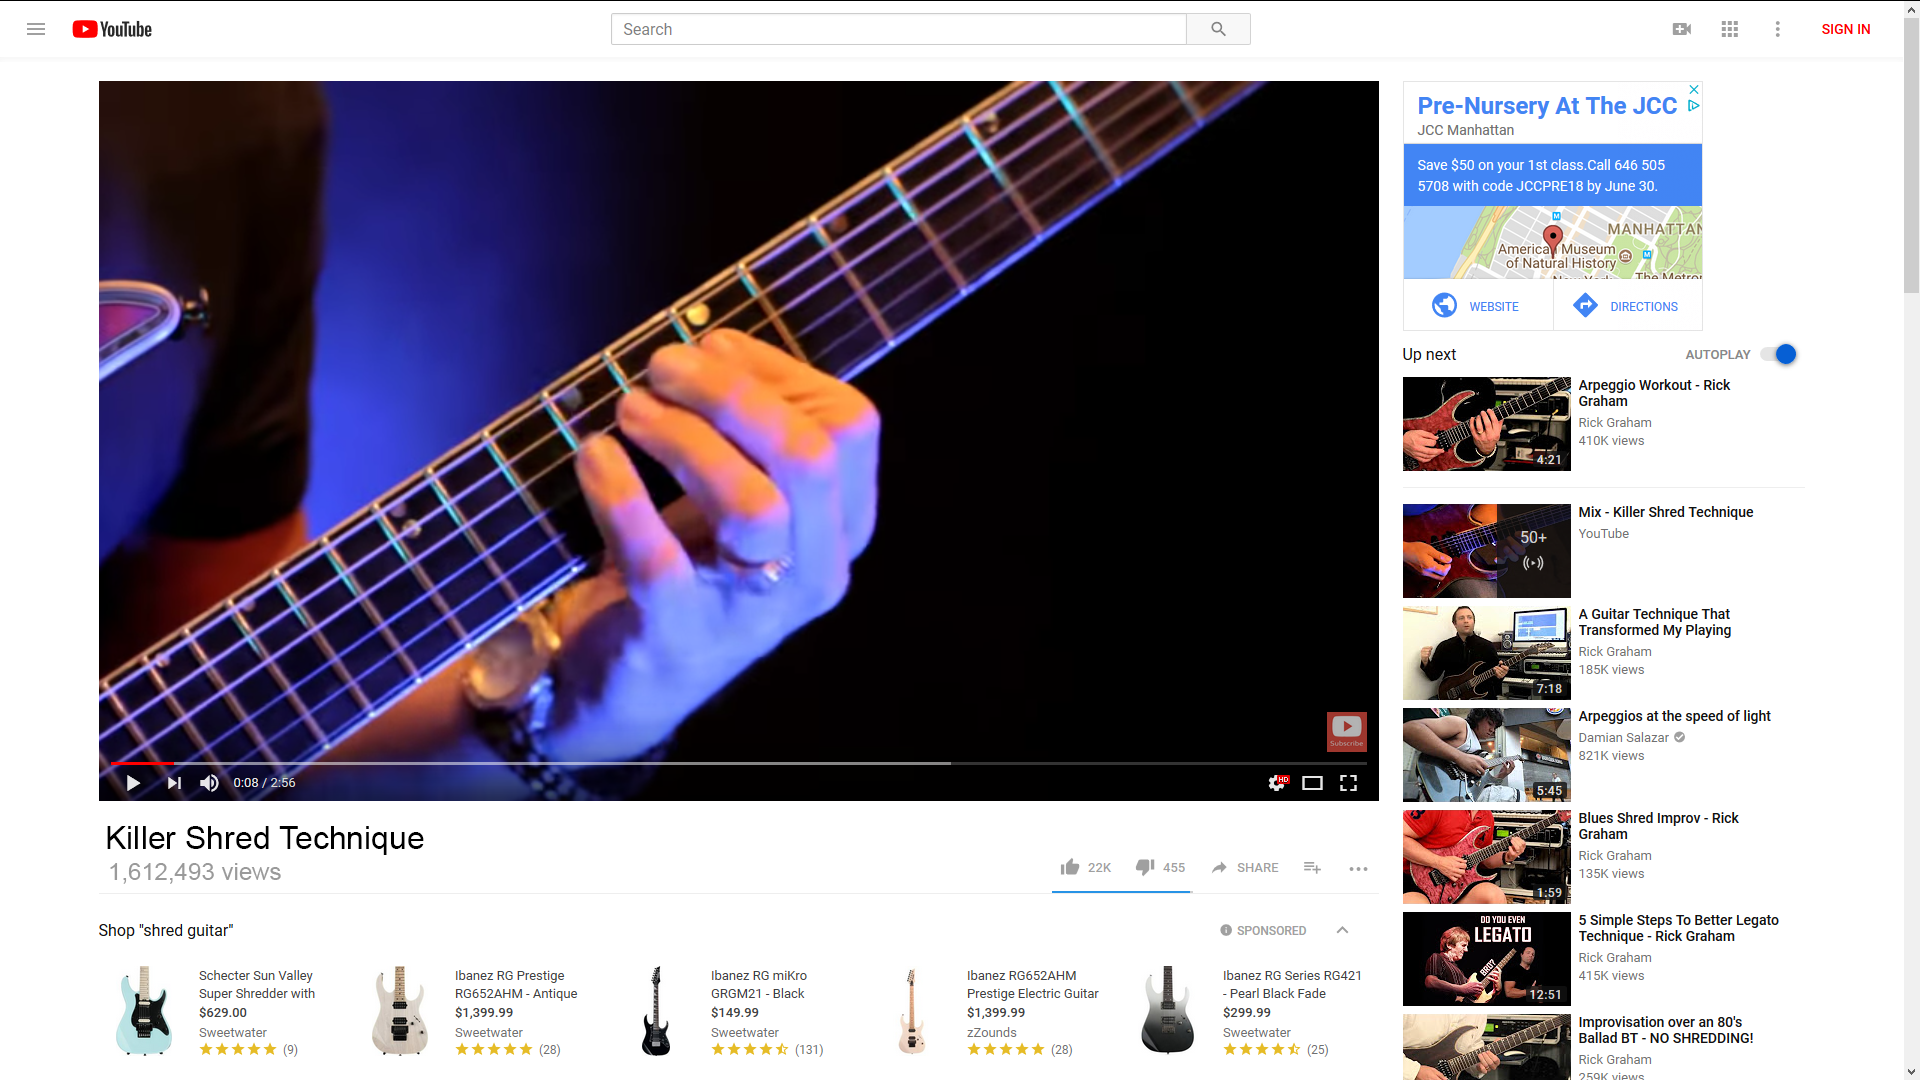 YouTube
Search
SIGN IN
Subscribe
0:08 / 2:56
HD
Killer Shred Technique
1,612,493 views
22K
455
SHARE
Shop "shred guitar"
SPONSORED
Schecter Sun Valley
Super Shredder with
$629.00
Sweetwater
(9)
Ibanez RG Prestige
RG652AHM - Antique
$1,399.99
Sweetwater
(28)
Ibanez RG miKro
GRGM21 - Black
$149.99
Sweetwater
(131)
Ibanez RG652AHM
Prestige Electric Guitar
$1,399.99
zZounds
(28)
Ibanez RG Series RG421
- Pearl Black Fade
$299.99
Sweetwater
(25)
Pre-Nursery At The JCC
JCC Manhattan
Save $50 on your 1st class.Call 646 505
5708 with code JCCPRE18 by June 30.
M
MANHATTAN
American Museum
of Natural History
M
The Metro
WEBSITE
DIRECTIONS
Up next
AUTOPLAY
4:21
Arpeggio Workout - Rick
Graham
Rick Graham
410K views
50+
Mix - Killer Shred Technique
YouTube
7:18
A Guitar Technique That
Transformed My Playing
Rick Graham
185K views
5:45
Arpeggios at the speed of light
Damian Salazar
821K views
1:59
Blues Shred Improv - Rick
Graham
Rick Graham
135K views
DO YOU EVEN
LEGATO
BRO?
12:51
5 Simple Steps To Better Legato
Technique - Rick Graham
Rick Graham
415K views
Improvisation over an 80's
Ballad BT - NO SHREDDING!
Rick Graham
259K views